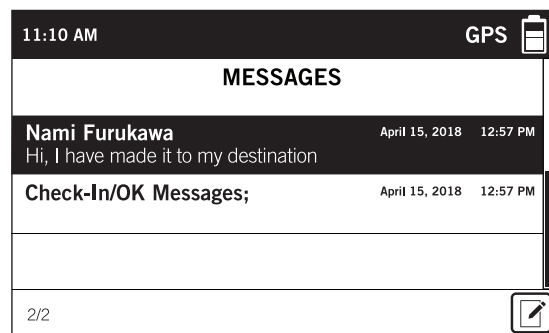 11:10 AM GPS
MESSAGES
Nami Furukawa April 15, 2018 12:57 PM
Hi, I have made it to my destination
Check-In/OK Messages; April 15, 2018 12:57 PM
2/2